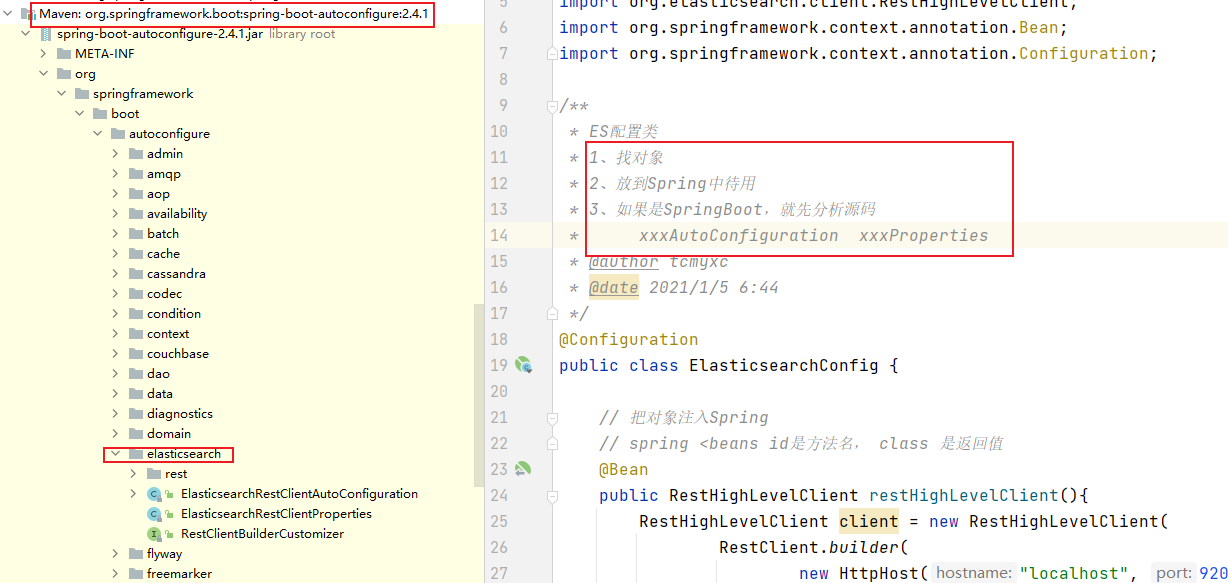 Maven: org.springframework.boot:spring-boot-autoconfigure:2.4.1
spring-boot-autoconfigure-2.4.1.jar library root
META-INF
org
springframework
boot
autoconfigure
admin
amqp
aop
availability
batch
cache
cassandra
codec
condition
context
couchbase
dao
data
diagnostics
domain
elasticsearch
rest
ElasticsearchRestClientAutoConfiguration
ElasticsearchRestClientProperties
RestClientBuilderCustomizer
flyway
freemarker
5 import org.elasticsearch.client.RestHighLevelClient;
6 import org.springframework.context.annotation.Bean;
7 import org.springframework.context.annotation.Configuration;
8
9 /**
10 * ES配置类
11 * 1、找对象
12 * 2、放到Spring中待用
13 * 3、如果是SpringBoot，就先分析源码
14 * xxxAutoConfiguration xxxProperties
15 * @author tcmyxc
16 * @date 2021/1/5 6:44
17 */
18 @Configuration
19 public class ElasticsearchConfig {
20
21 // 把对象注入Spring
22 // spring <beans id是方法名， class 是返回值
23 @Bean
24 public RestHighLevelClient restHighLevelClient(){
25 RestHighLevelClient client = new RestHighLevelClient(
26 RestClient.builder(
27 new HttpHost( hostname: "localhost", port: 920